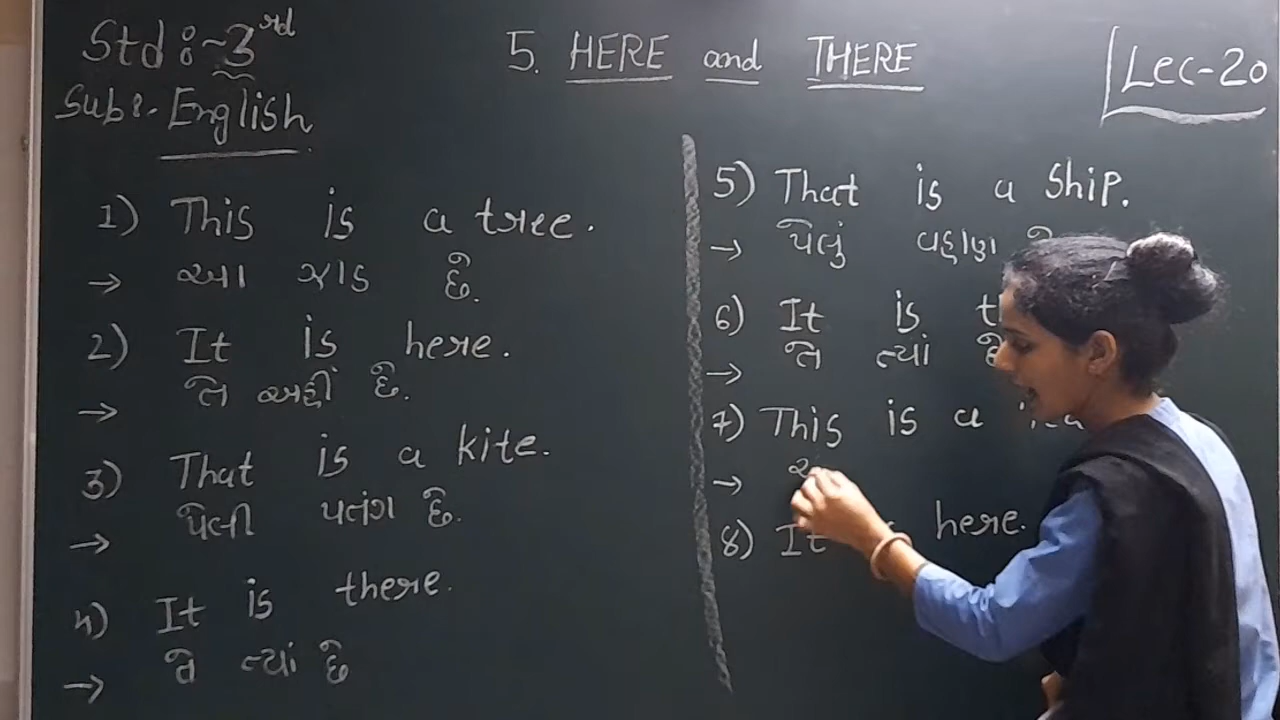 Std :~ 3rd
Sub :- English
5. HERE and THERE
Lec-20
1) This is a tree.
→ આ ઝાડ છે.
2) It is here.
→ તે અહીં છે.
3) That is a kite.
→ પેલી પતંગ છે.
4) It is there.
→ તે ત્યાં છે
5) That is a ship.
→ પેલું વહાણ છે
6) It is
→ તે ત્યાં છે
7) This is a
→
8) It is here.